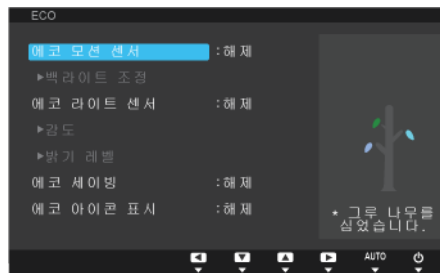 ECO
에코 모션 센서 : 해제
▶백라이트 조정
에코 라이트 센서 : 해제
▶감도
▶밝기 레벨
에코 세이빙 : 해제
에코 아이콘 표시 : 해제
* 그루 나무를
심었습니다.
AUTO